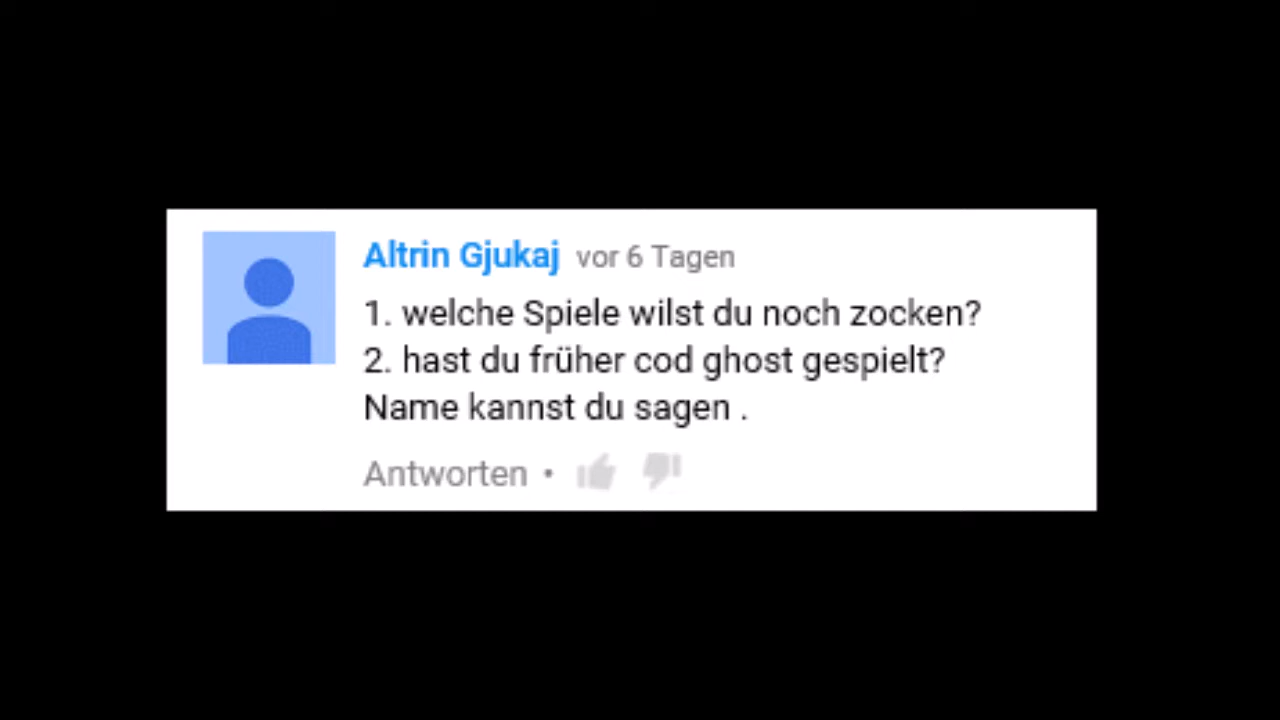 Altrin Gjukaj vor 6 Tagen
1. welche Spiele wilst du noch zocken?
2. hast du früher cod ghost gespielt?
Name kannst du sagen .
Antworten •